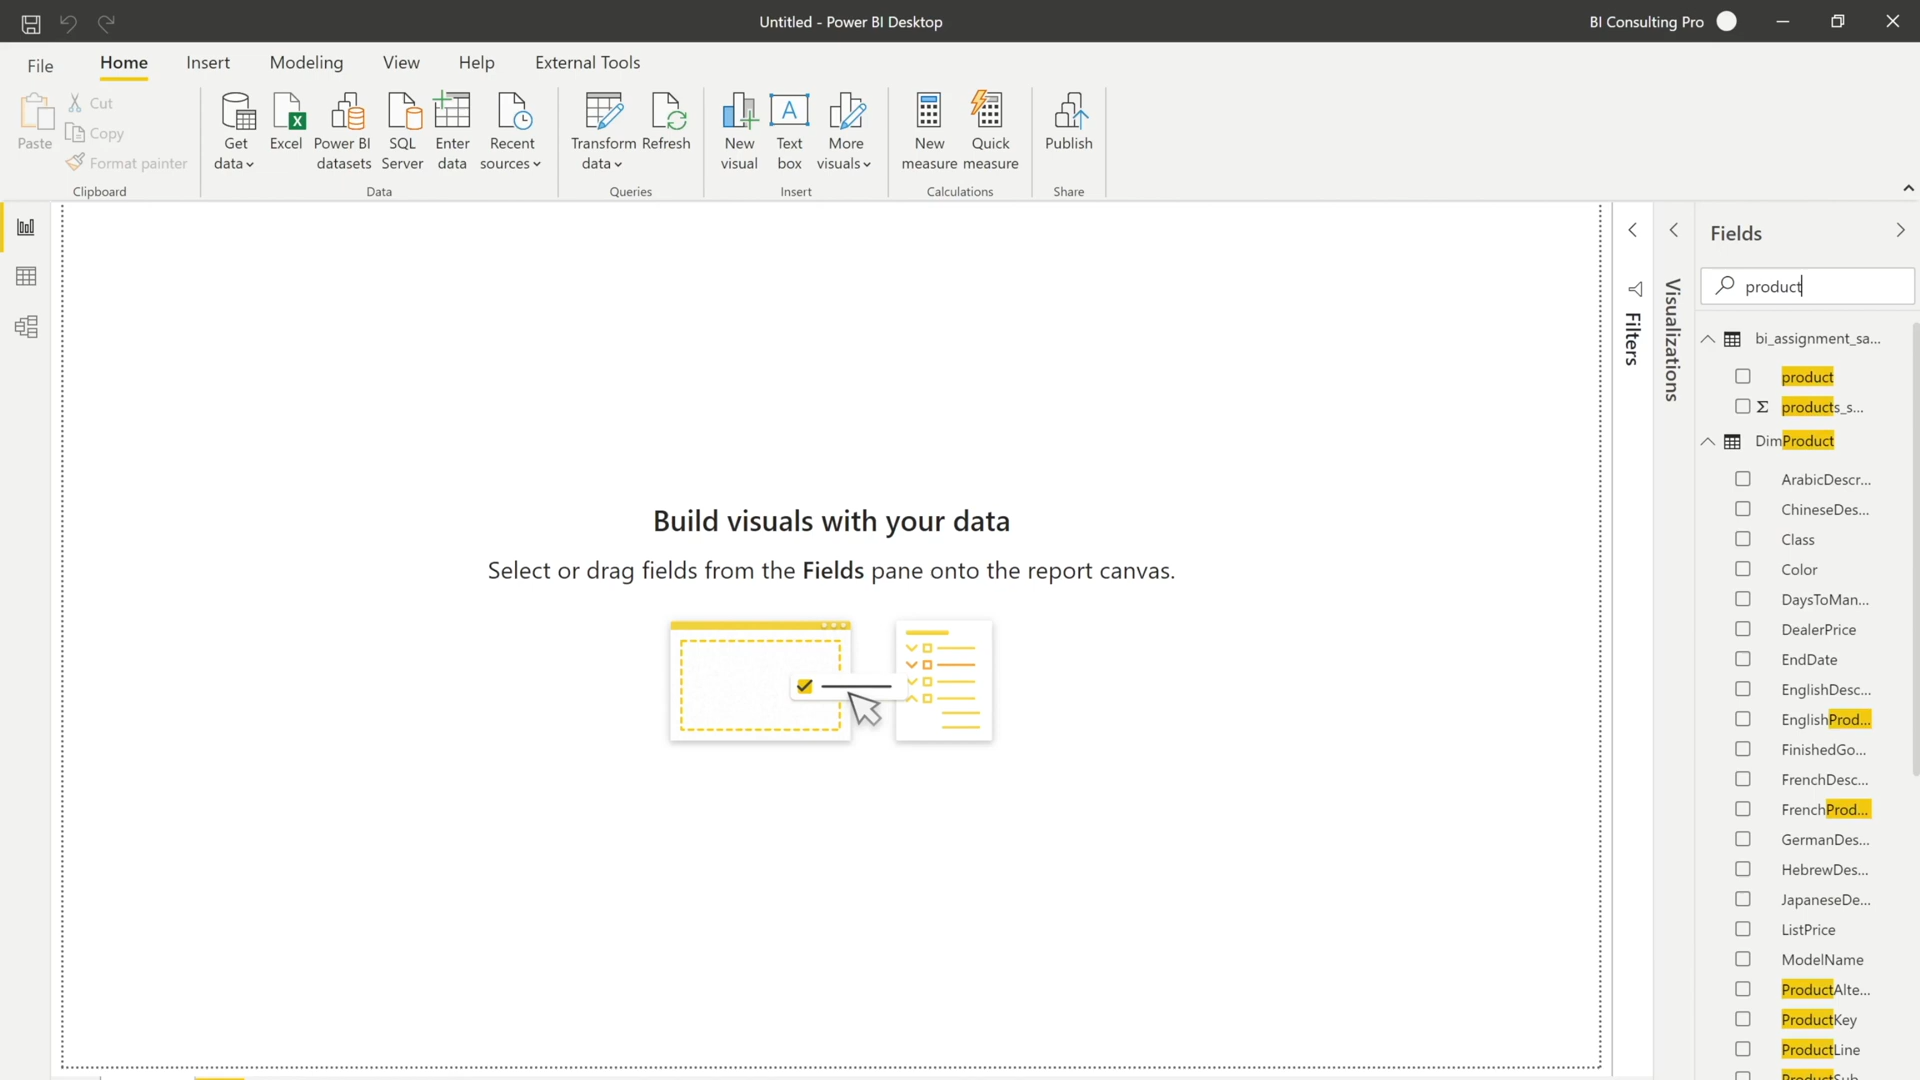 Untitled - Power BI Desktop
BI Consulting Pro
File
Home
Insert
Modeling
View
Help
External Tools
Paste
Cut
Copy
Format painter
Clipboard
Get data
Excel
Power BI datasets
SQL Server
Enter data
Recent sources
Data
Transform data
Refresh
Queries
New visual
Text box
More visuals
Insert
New measure
Quick measure
Calculations
Publish
Share
Build visuals with your data
Select or drag fields from the Fields pane onto the report canvas.
Filters
Visualizations
Fields
product
bi_assignment_sa...
product
products_s...
DimProduct
ArabicDescr...
ChineseDes...
Class
Color
DaysToMan...
DealerPrice
EndDate
EnglishDesc...
EnglishProd...
FinishedGo...
FrenchDesc...
FrenchProd...
GermanDes...
HebrewDes...
JapaneseDe...
ListPrice
ModelName
ProductAlte...
ProductKey
ProductLine
ProductSub...